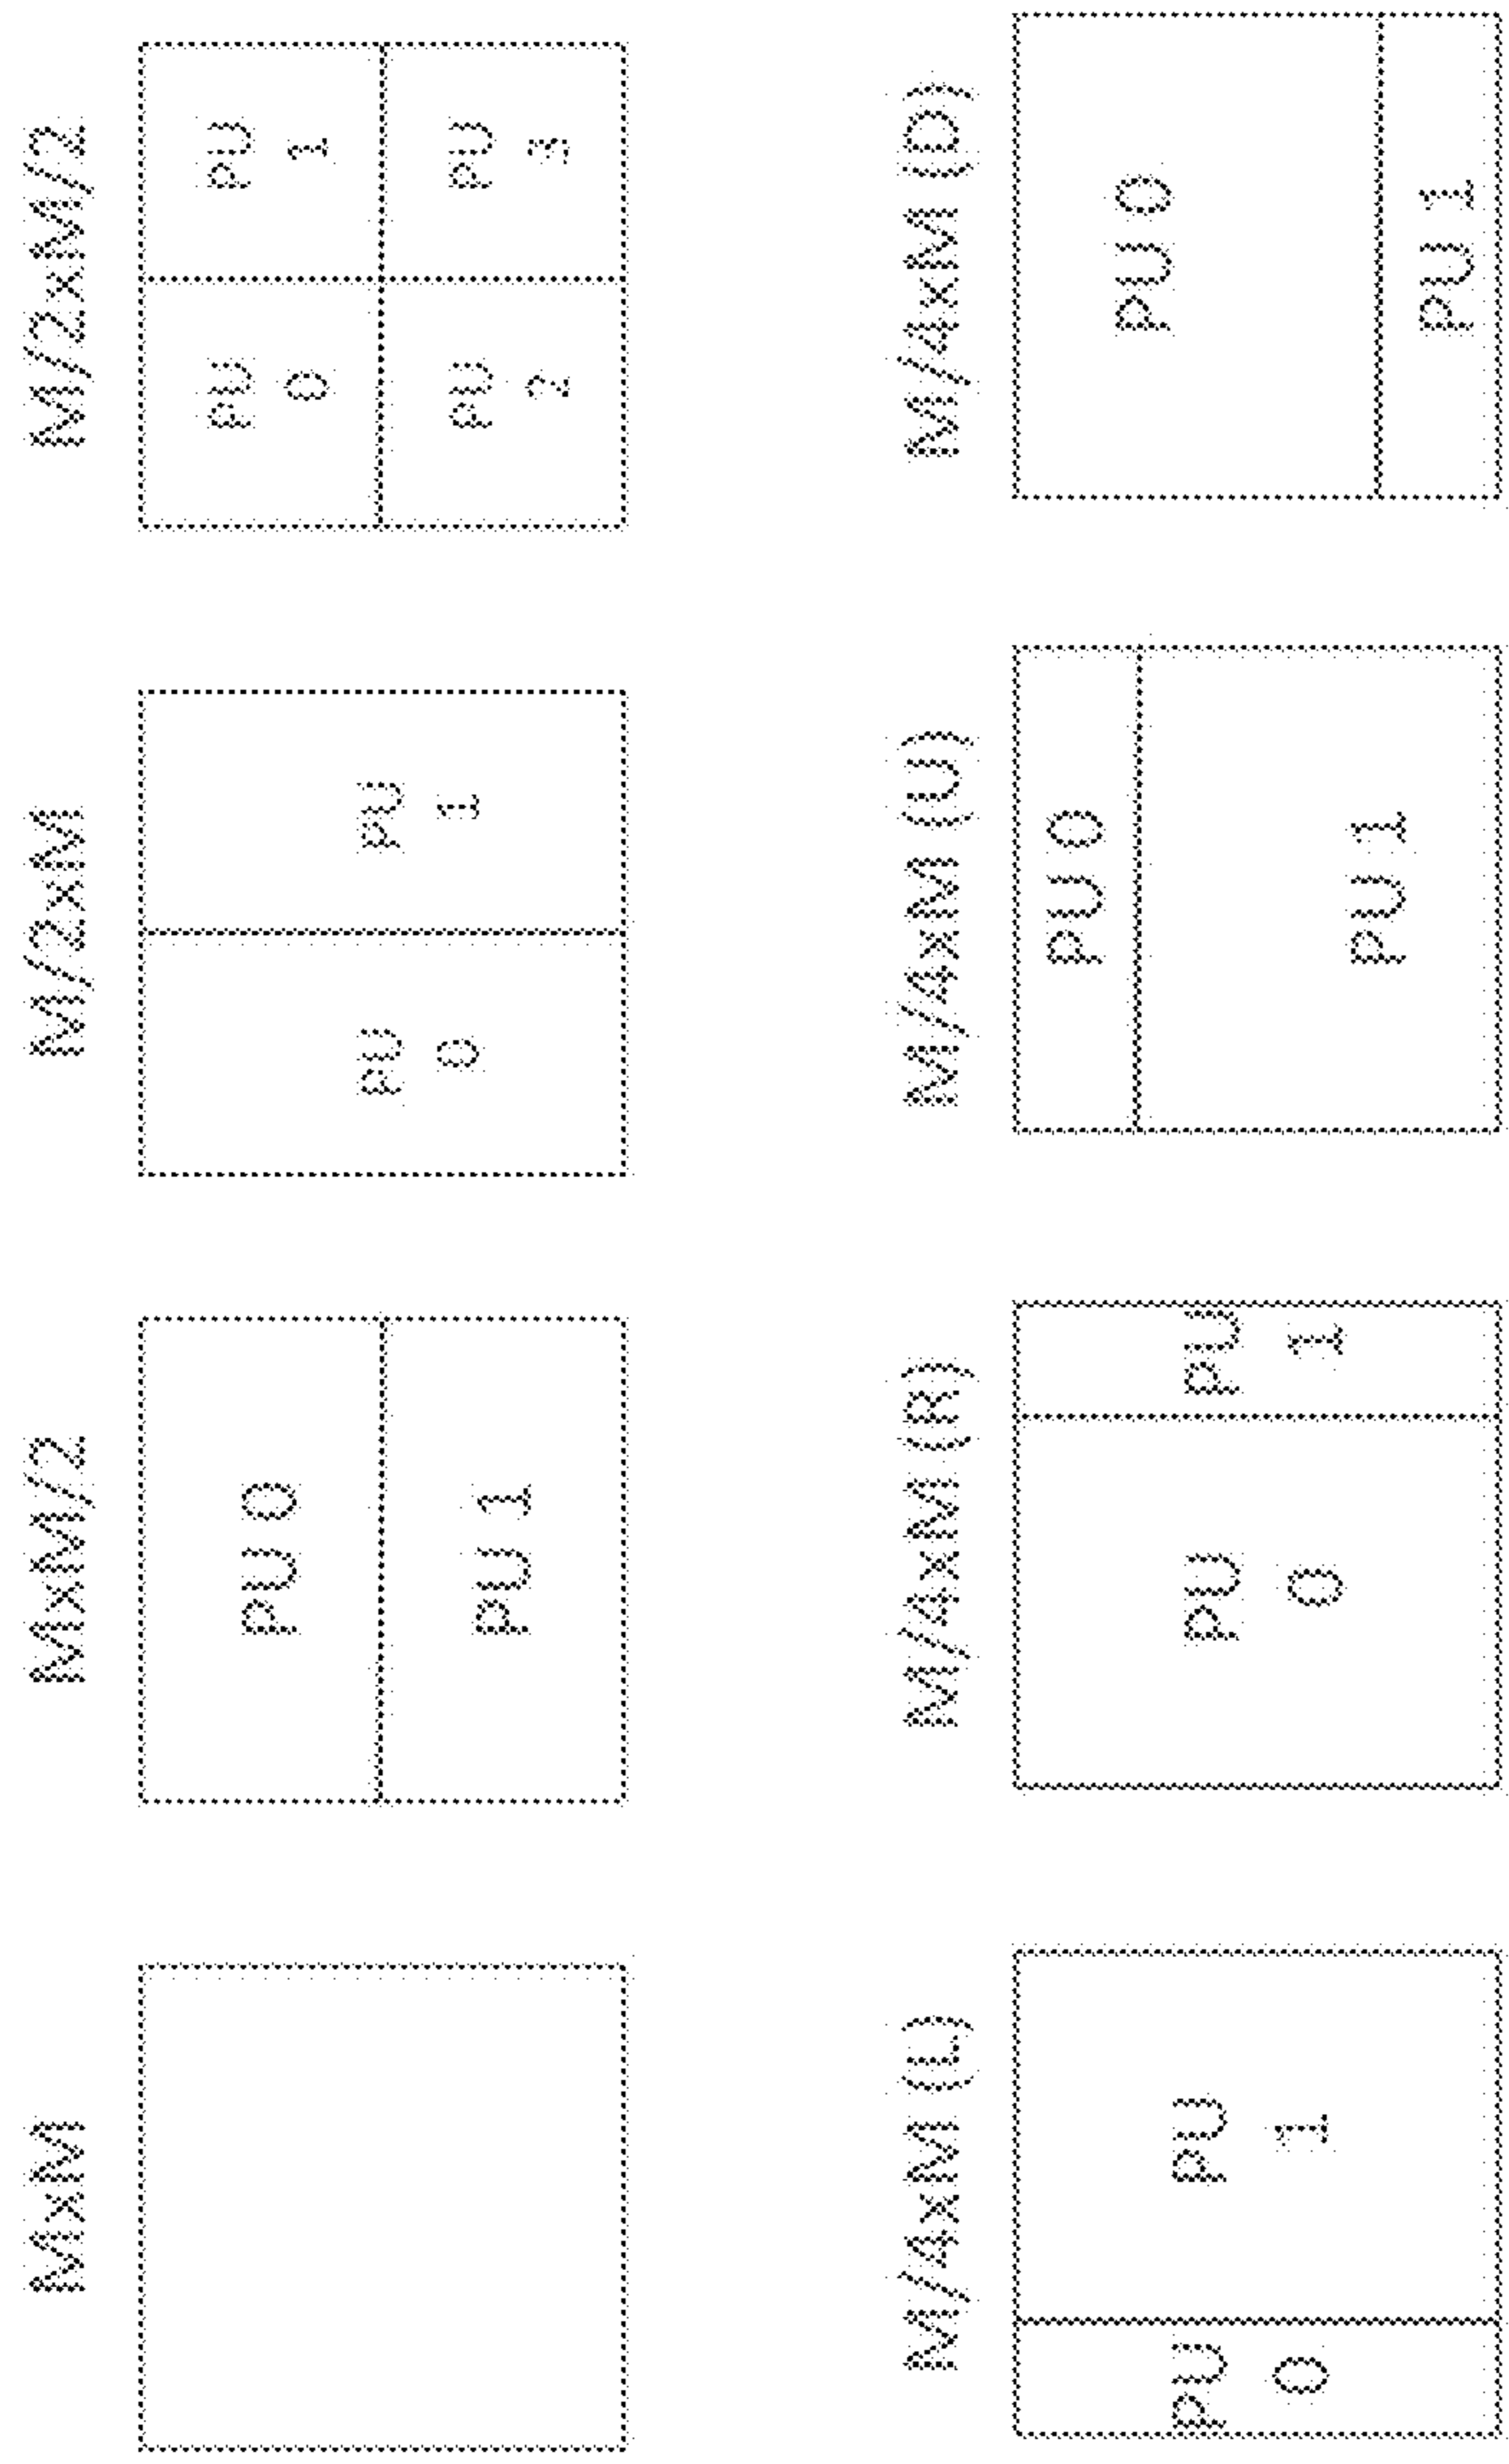 MxM
MxM/2
PU 0
PU 1
M/2xM
PU
0
PU
1
M/2xM/2
PU
0
PU
1
PU
2
PU
3
M/4xM (L)
PU
0
PU
1
M/4xM (R)
PU
0
PU
1
M/4xM (U)
PU 0
PU 1
M/4xM (D)
PU 0
PU 1